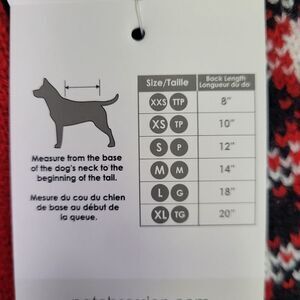 Size/Taille Back Length
Longueur du do
XXS TTP 8"
XS TP 10"
S P 12"
M M 14"
L G 18"
XL TG 20"
Measure from the base
of the dog's neck to the
beginning of the tail.
Mesure du cou du chien
de base au début de
la queue.